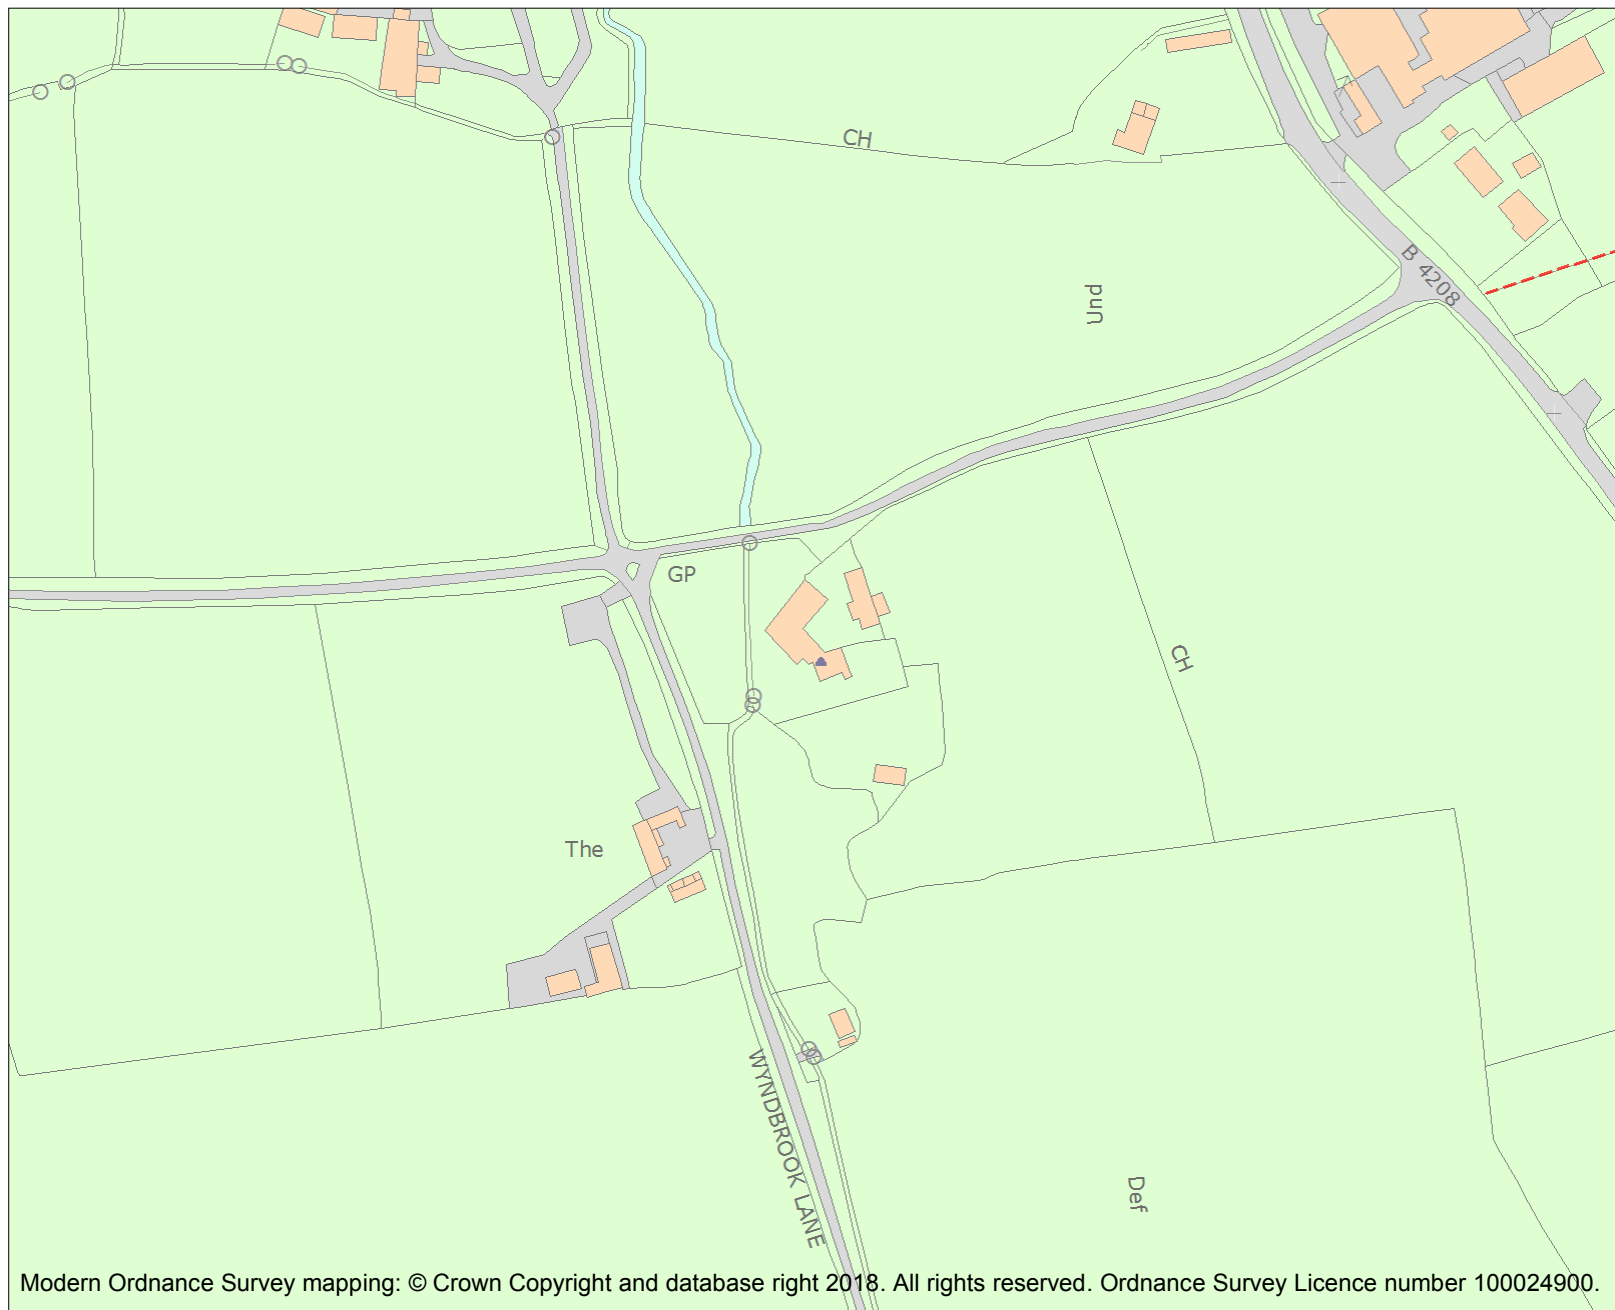 CH
B 4208
Und
GP
CH
The
WYNDBROOK LANE
Def
Modern Ordnance Survey mapping: © Crown Copyright and database right 2018. All rights reserved. Ordnance Survey Licence number 100024900.